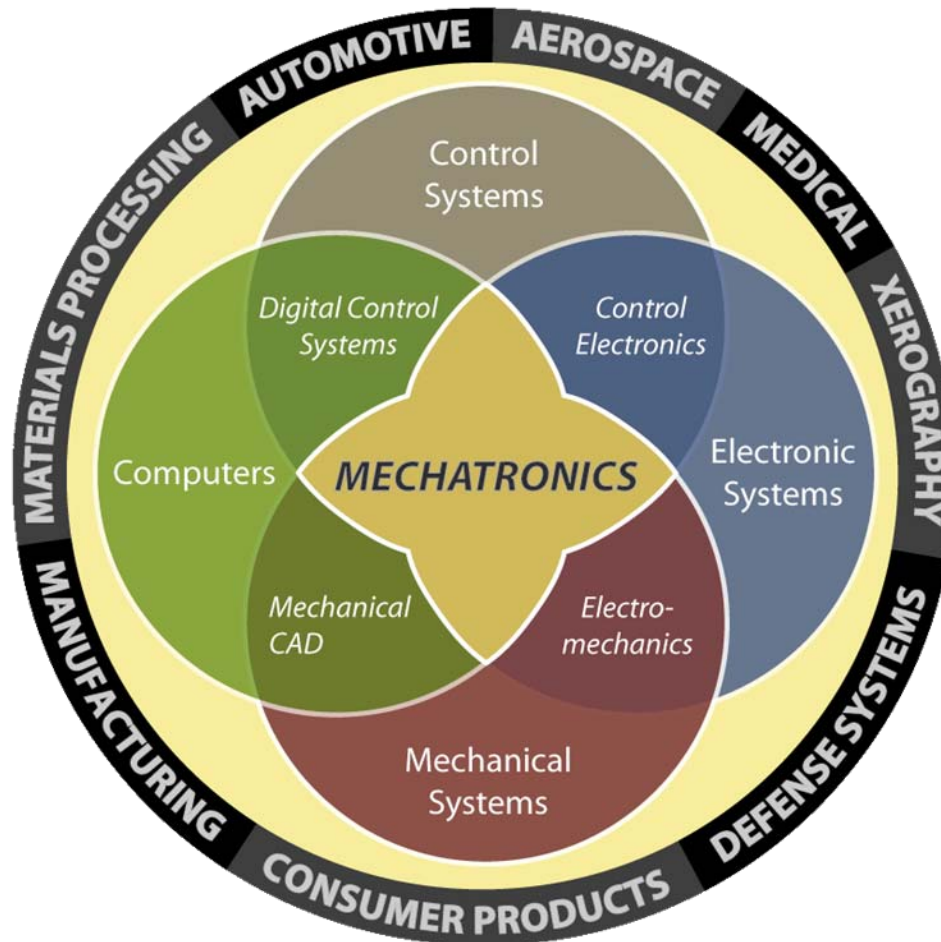 AUTOMOTIVE
AEROSPACE
MEDICAL
XEROGRAPHY
DEFENSE SYSTEMS
CONSUMER PRODUCTS
MANUFACTURING
MATERIALS PROCESSING
Control
Systems
Digital Control
Systems
Control
Electronics
Computers
MECHATRONICS
Electronic
Systems
Mechanical
CAD
Electro-
mechanics
Mechanical
Systems